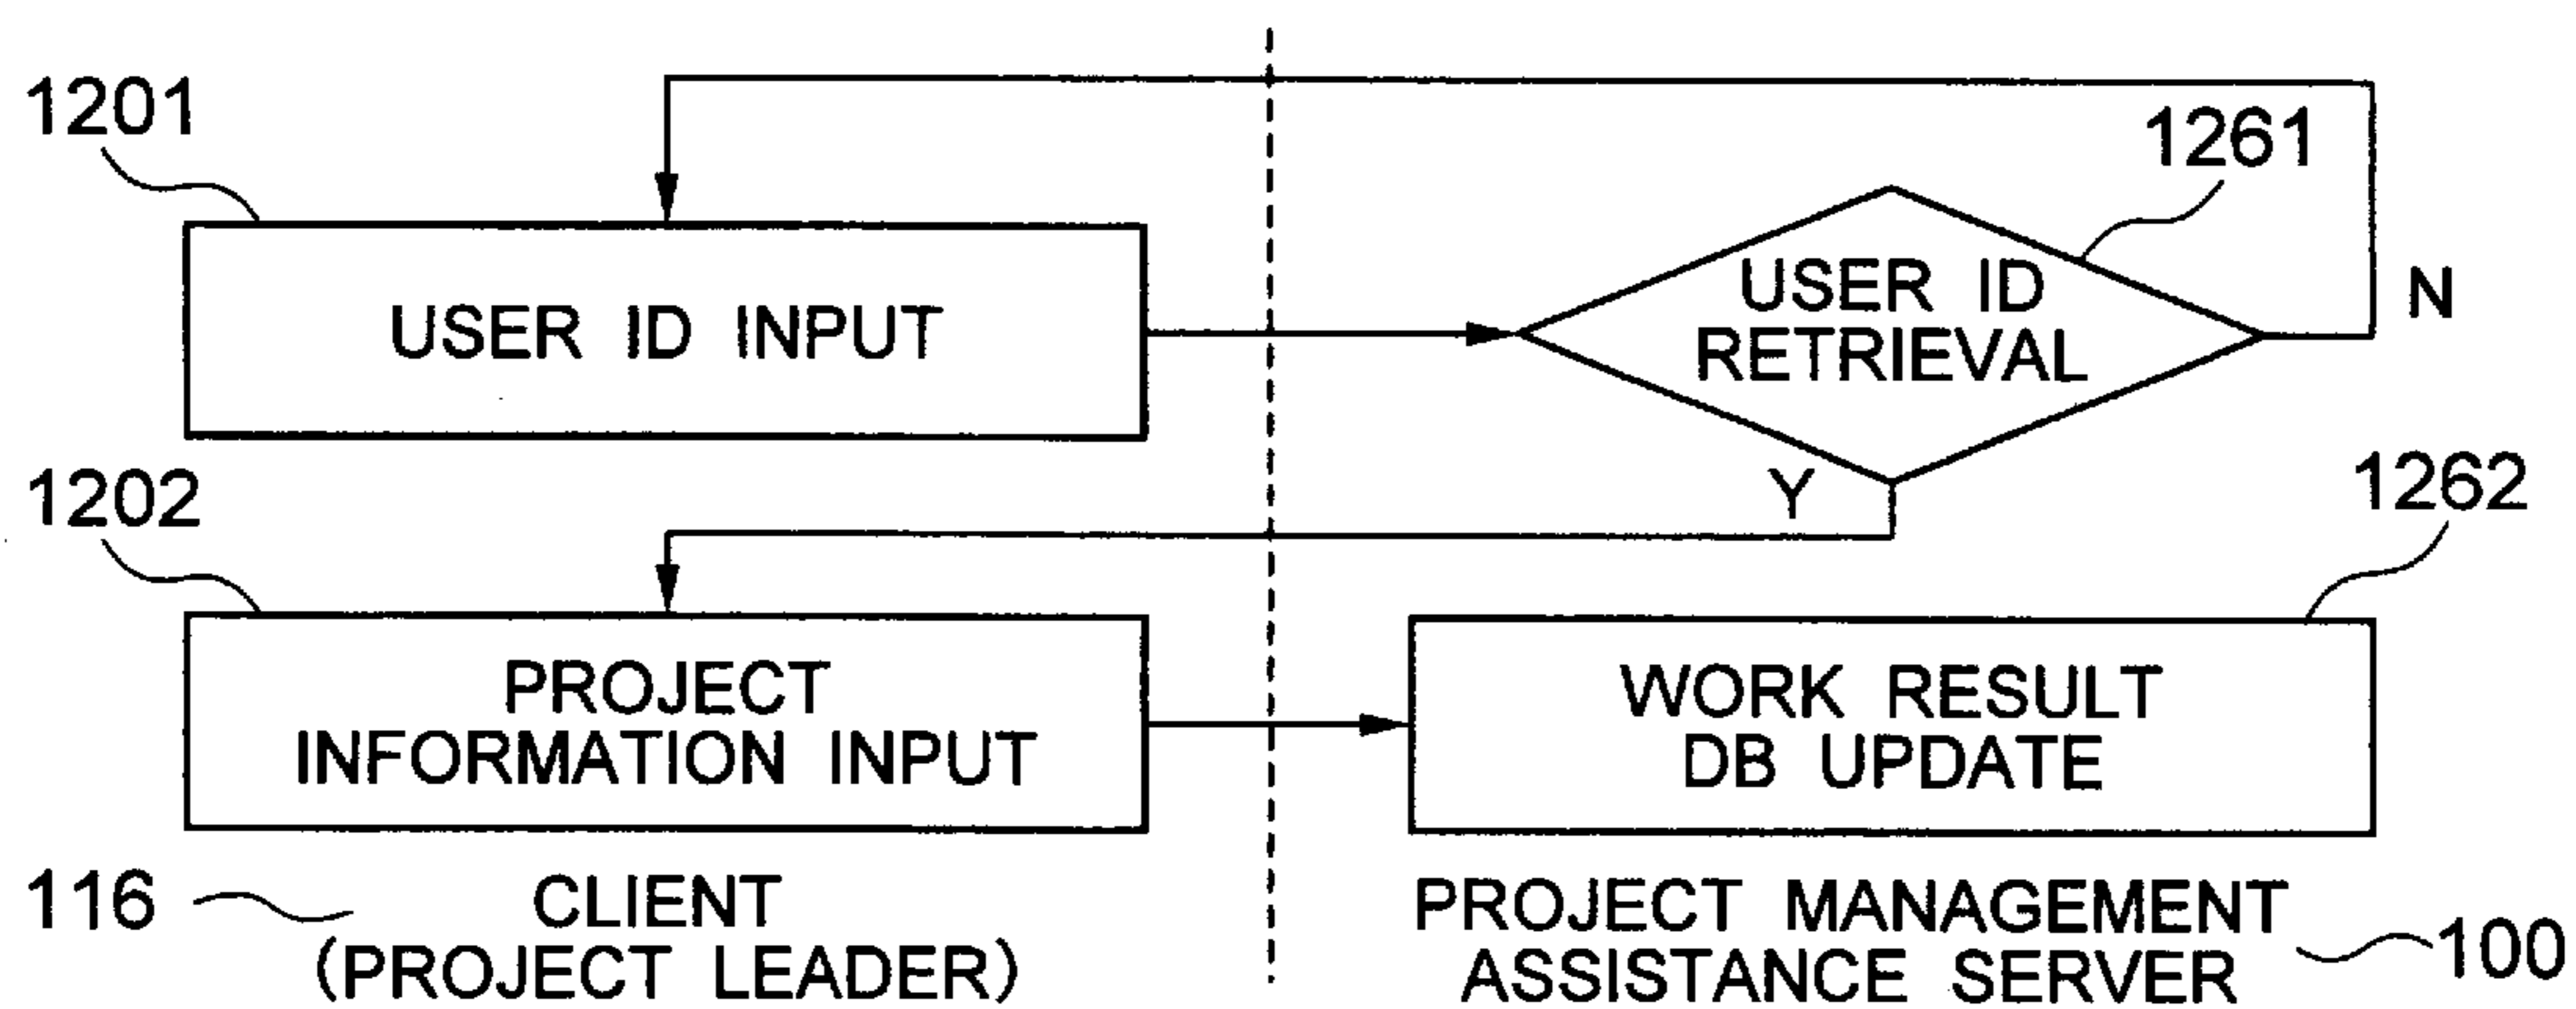 1201
USER ID INPUT
1261
USER ID
RETRIEVAL
N
Y
1202
PROJECT
INFORMATION INPUT
1262
WORK RESULT
DB UPDATE
116
CLIENT
(PROJECT LEADER)
PROJECT MANAGEMENT
ASSISTANCE SERVER
100